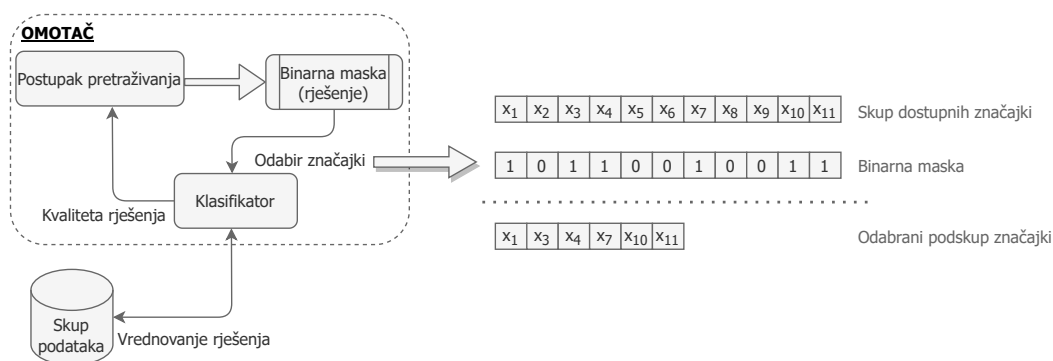 OMOTAČ
Postupak pretraživanja
Binarna maska
(rješenje)
Odabir značajki
Klasifikator
Kvaliteta rješenja
Skup
podataka
Vrednovanje rješenja
x₁ x₂ x₃ x₄ x₅ x₆ x₇ x₈ x₉ x₁₀ x₁₁ Skup dostupnih značajki
1 0 1 1 0 0 1 0 0 1 1 Binarna maska
x₁ x₃ x₄ x₇ x₁₀ x₁₁ Odabrani podskup značajki